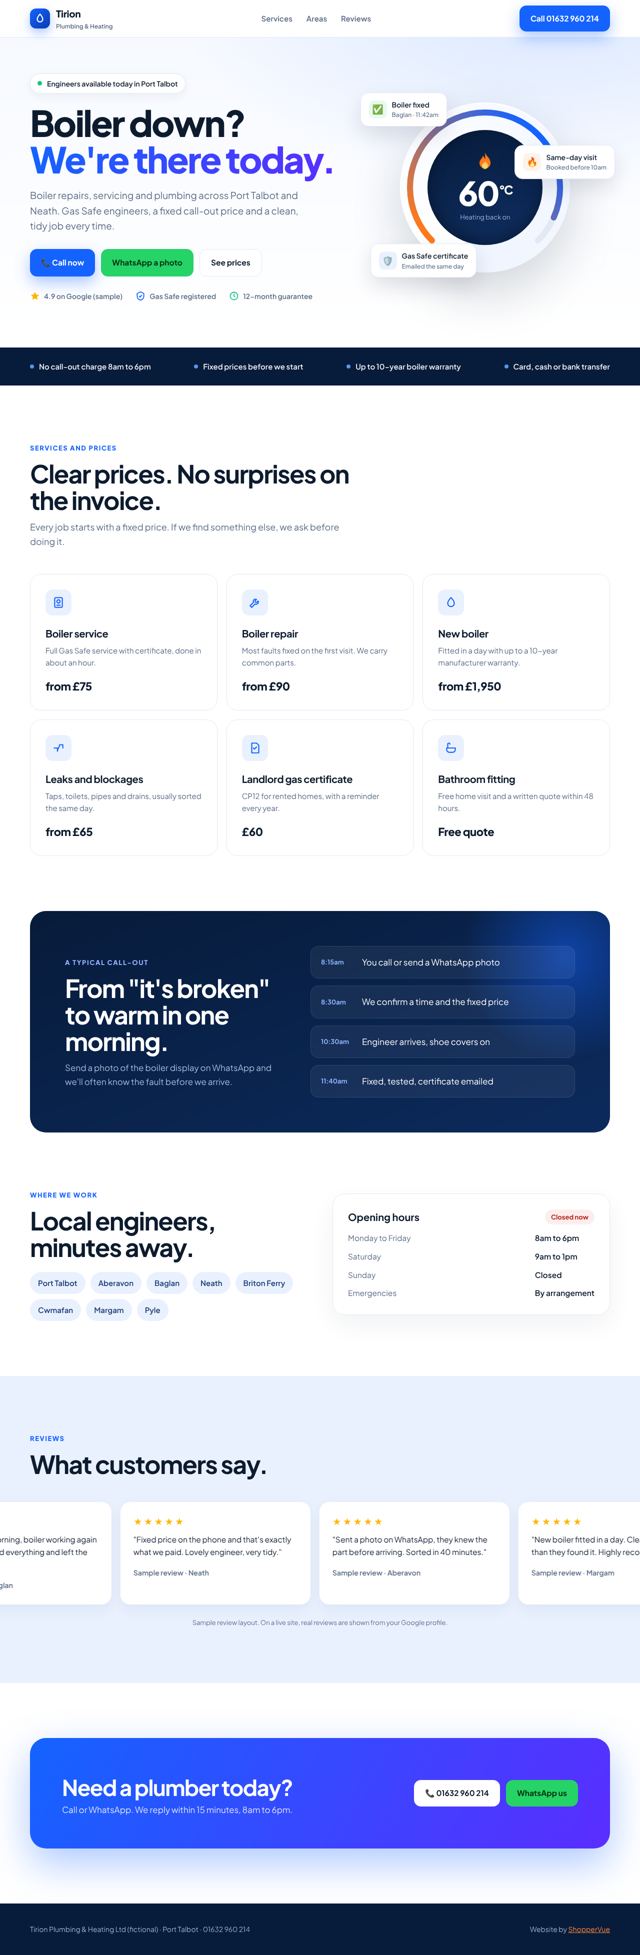 Tirion
Plumbing & Heating
Services Areas Reviews
Call 01632 960 214
Engineers available today in Port Talbot
Boiler down?
We're there today.
Boiler repairs, servicing and plumbing across Port Talbot and
Neath. Gas Safe engineers, a fixed call-out price and a clean,
tidy job every time.
Call now
WhatsApp a photo
See prices
4.9 on Google (sample)
Gas Safe registered
12-month guarantee
Boiler fixed
Baglan · 11:42am
Same-day visit
Booked before 10am
60°C
Heating back on
Gas Safe certificate
Emailed the same day
No call-out charge 8am to 6pm
Fixed prices before we start
Up to 10-year boiler warranty
Card, cash or bank transfer
SERVICES AND PRICES
Clear prices. No surprises on
the invoice.
Every job starts with a fixed price. If we find something else, we ask before
doing it.
Boiler service
Full Gas Safe service with certificate, done in
about an hour.
from £75
Boiler repair
Most faults fixed on the first visit. We carry
common parts.
from £90
New boiler
Fitted in a day with up to a 10-year
manufacturer warranty.
from £1,950
Leaks and blockages
Taps, toilets, pipes and drains, usually sorted
the same day.
from £65
Landlord gas certificate
CP12 for rented homes, with a reminder
every year.
£60
Bathroom fitting
Free home visit and a written quote within 48
hours.
Free quote
A TYPICAL CALL-OUT
From "it's broken"
to warm in one
morning.
Send a photo of the boiler display on WhatsApp and
we'll often know the fault before we arrive.
8:15am You call or send a WhatsApp photo
8:30am We confirm a time and the fixed price
10:30am Engineer arrives, shoe covers on
11:40am Fixed, tested, certificate emailed
WHERE WE WORK
Local engineers,
minutes away.
Port Talbot Aberavon Baglan Neath Briton Ferry
Cwmafan Margam Pyle
Opening hours
Closed now
Monday to Friday 8am to 6pm
Saturday 9am to 1pm
Sunday Closed
Emergencies By arrangement
REVIEWS
What customers say.
orning, boiler working again
d everything and left the
glan
★★★★★
"Fixed price on the phone and that's exactly
what we paid. Lovely engineer, very tidy."
Sample review · Neath
★★★★★
"Sent a photo on WhatsApp, they knew the
part before arriving. Sorted in 40 minutes."
Sample review · Aberavon
★★★★★
"New boiler fitted in a day. Cle
than they found it. Highly reco
Sample review · Margam
Sample review layout. On a live site, real reviews are shown from your Google profile.
Need a plumber today?
Call or WhatsApp. We reply within 15 minutes, 8am to 6pm.
01632 960 214
WhatsApp us
Tirion Plumbing & Heating Ltd (fictional) · Port Talbot · 01632 960 214
Website by ShopperVue